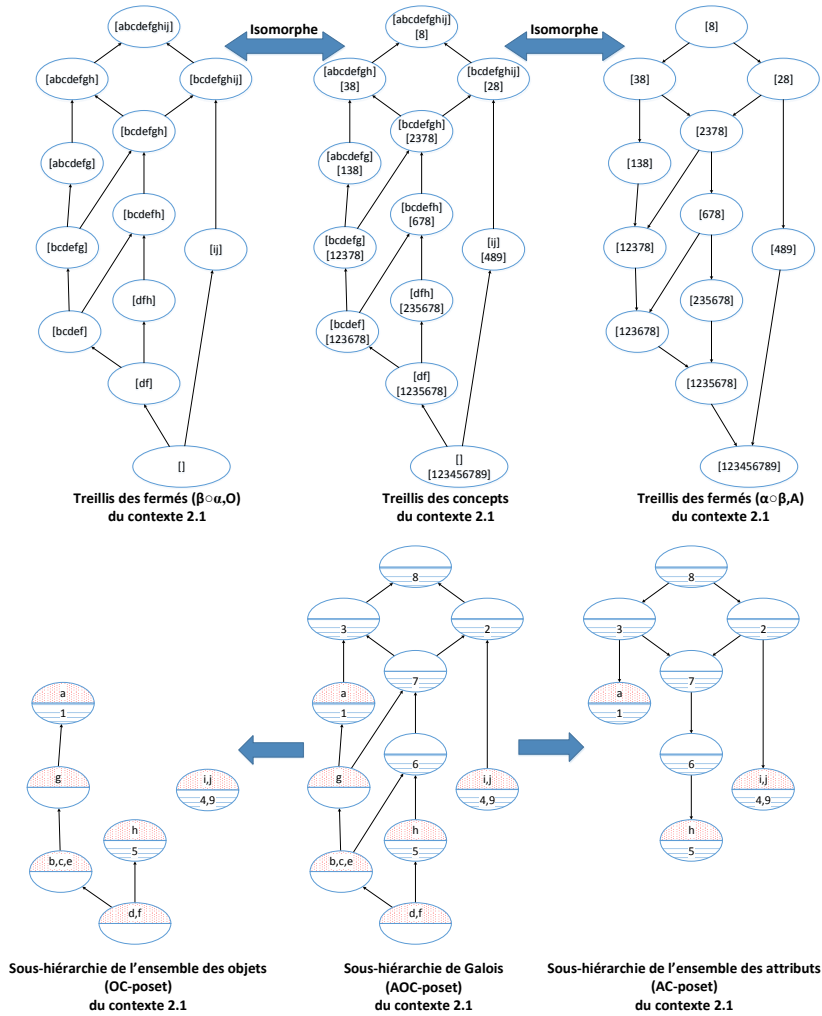 [abcdefghij]
[abcdefgh]
[bcdefghij]
[bcdefgh]
[abcdefg]
[bcdefh]
[bcdefg]
[ij]
[dfh]
[bcdef]
[df]
[]
Treillis des fermés (β○α,O)
du contexte 2.1
Isomorphe
[abcdefghij]
[8]
[abcdefgh]
[38]
[bcdefghij]
[28]
[bcdefgh]
[2378]
[abcdefg]
[138]
[bcdefh]
[678]
[bcdefg]
[12378]
[ij]
[489]
[dfh]
[235678]
[bcdef]
[123678]
[df]
[1235678]
[]
[123456789]
Treillis des concepts
du contexte 2.1
Isomorphe
[8]
[38]
[28]
[2378]
[138]
[678]
[12378]
[489]
[235678]
[123678]
[1235678]
[123456789]
Treillis des fermés (α○β,A)
du contexte 2.1
a
1
g
i,j
4,9
h
5
b,c,e
d,f
Sous-hiérarchie de l'ensemble des objets
(OC-poset)
du contexte 2.1
8
3
2
7
a
1
6
g
i,j
4,9
h
5
b,c,e
d,f
Sous-hiérarchie de Galois
(AOC-poset)
du contexte 2.1
8
3
2
7
a
1
6
i,j
4,9
h
5
Sous-hiérarchie de l'ensemble des attributs
(AC-poset)
du contexte 2.1